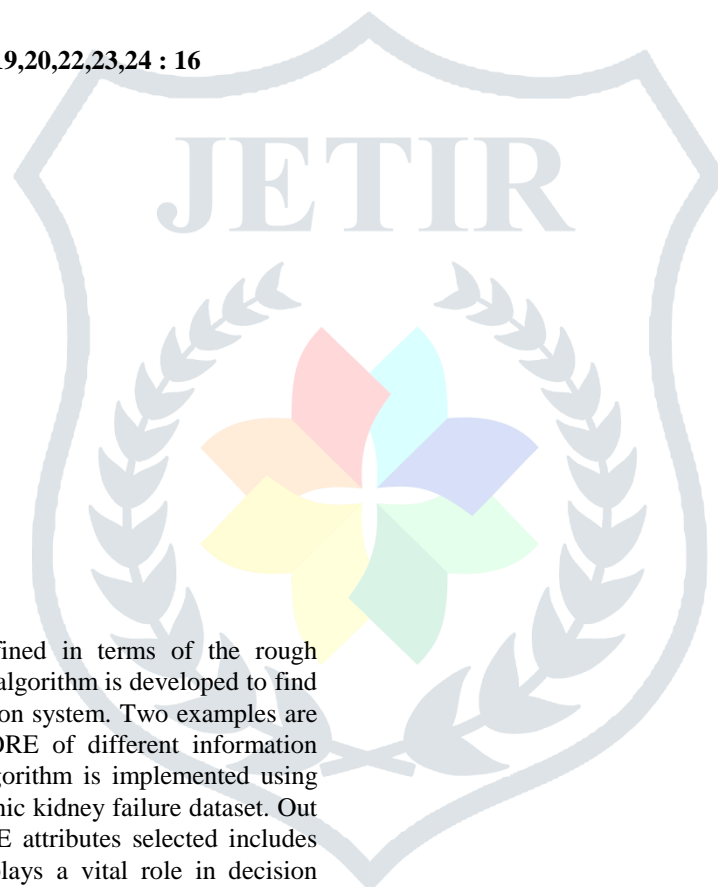 19,20,22,23,24 : 16
JETIR
fined in terms of the rough
algorithm is developed to find
on system. Two examples are
ORE of different information
gorithm is implemented using
nic kidney failure dataset. Out
E attributes selected includes
plays a vital role in decision